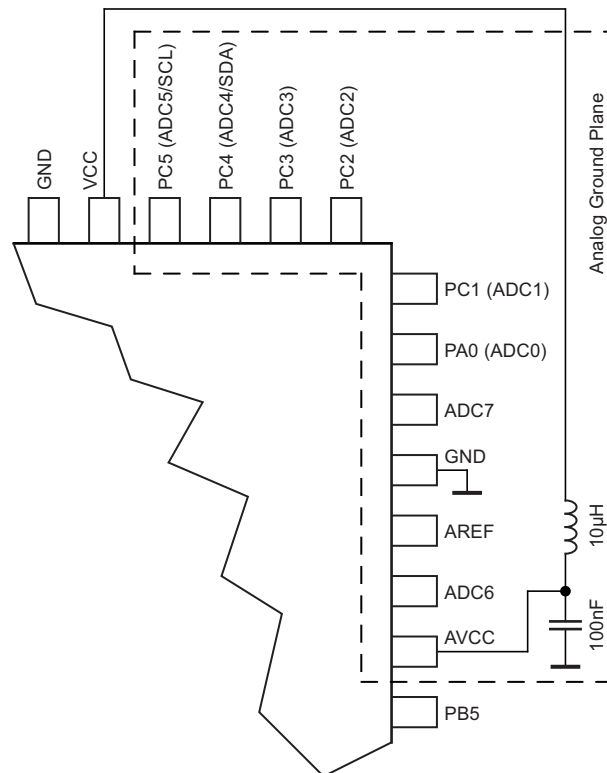 GND
VCC
PC5 (ADC5/SCL)
PC4 (ADC4/SDA)
PC3 (ADC3)
PC2 (ADC2)
Analog Ground Plane
PC1 (ADC1)
PA0 (ADC0)
ADC7
GND
AREF
ADC6
AVCC
PB5
10µH
100nF